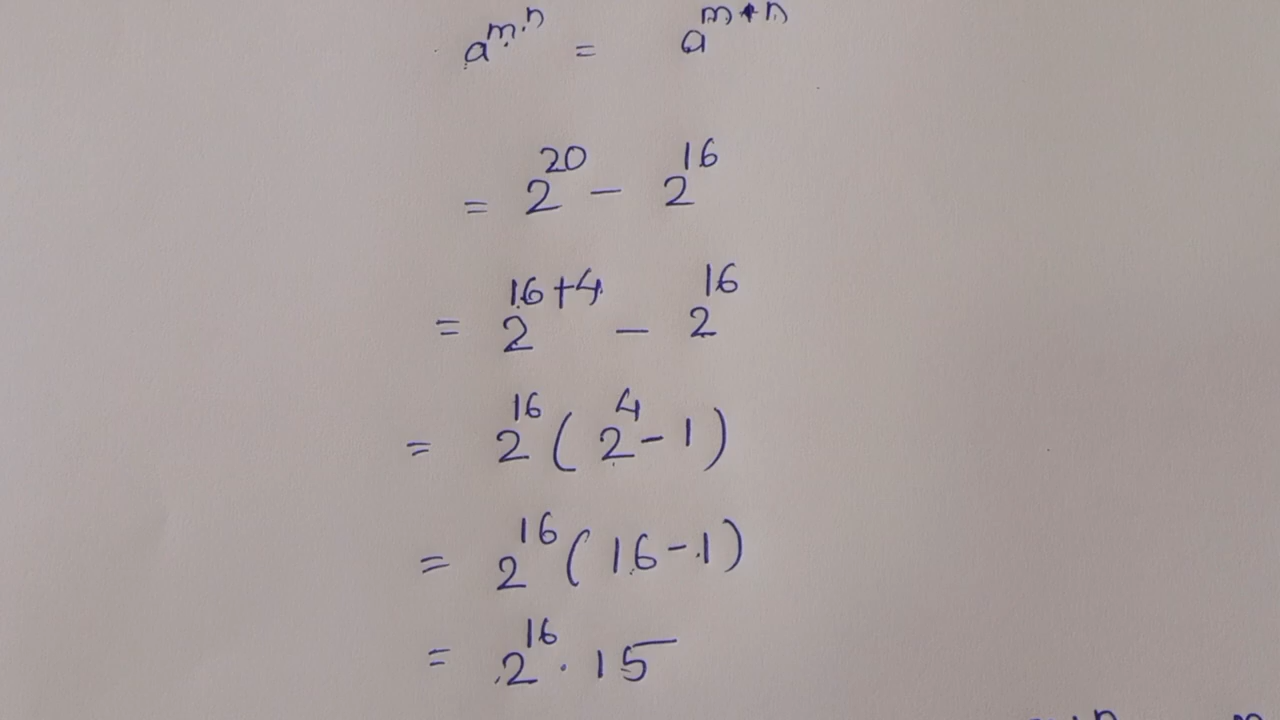 a^{m.n} = a^{m+n}
= 2^{20} - 2^{16}
= 2^{16+4} - 2^{16}
= 2^{16} ( 2^4 - 1 )
= 2^{16} ( 16 - 1 )
= 2^{16} . 15